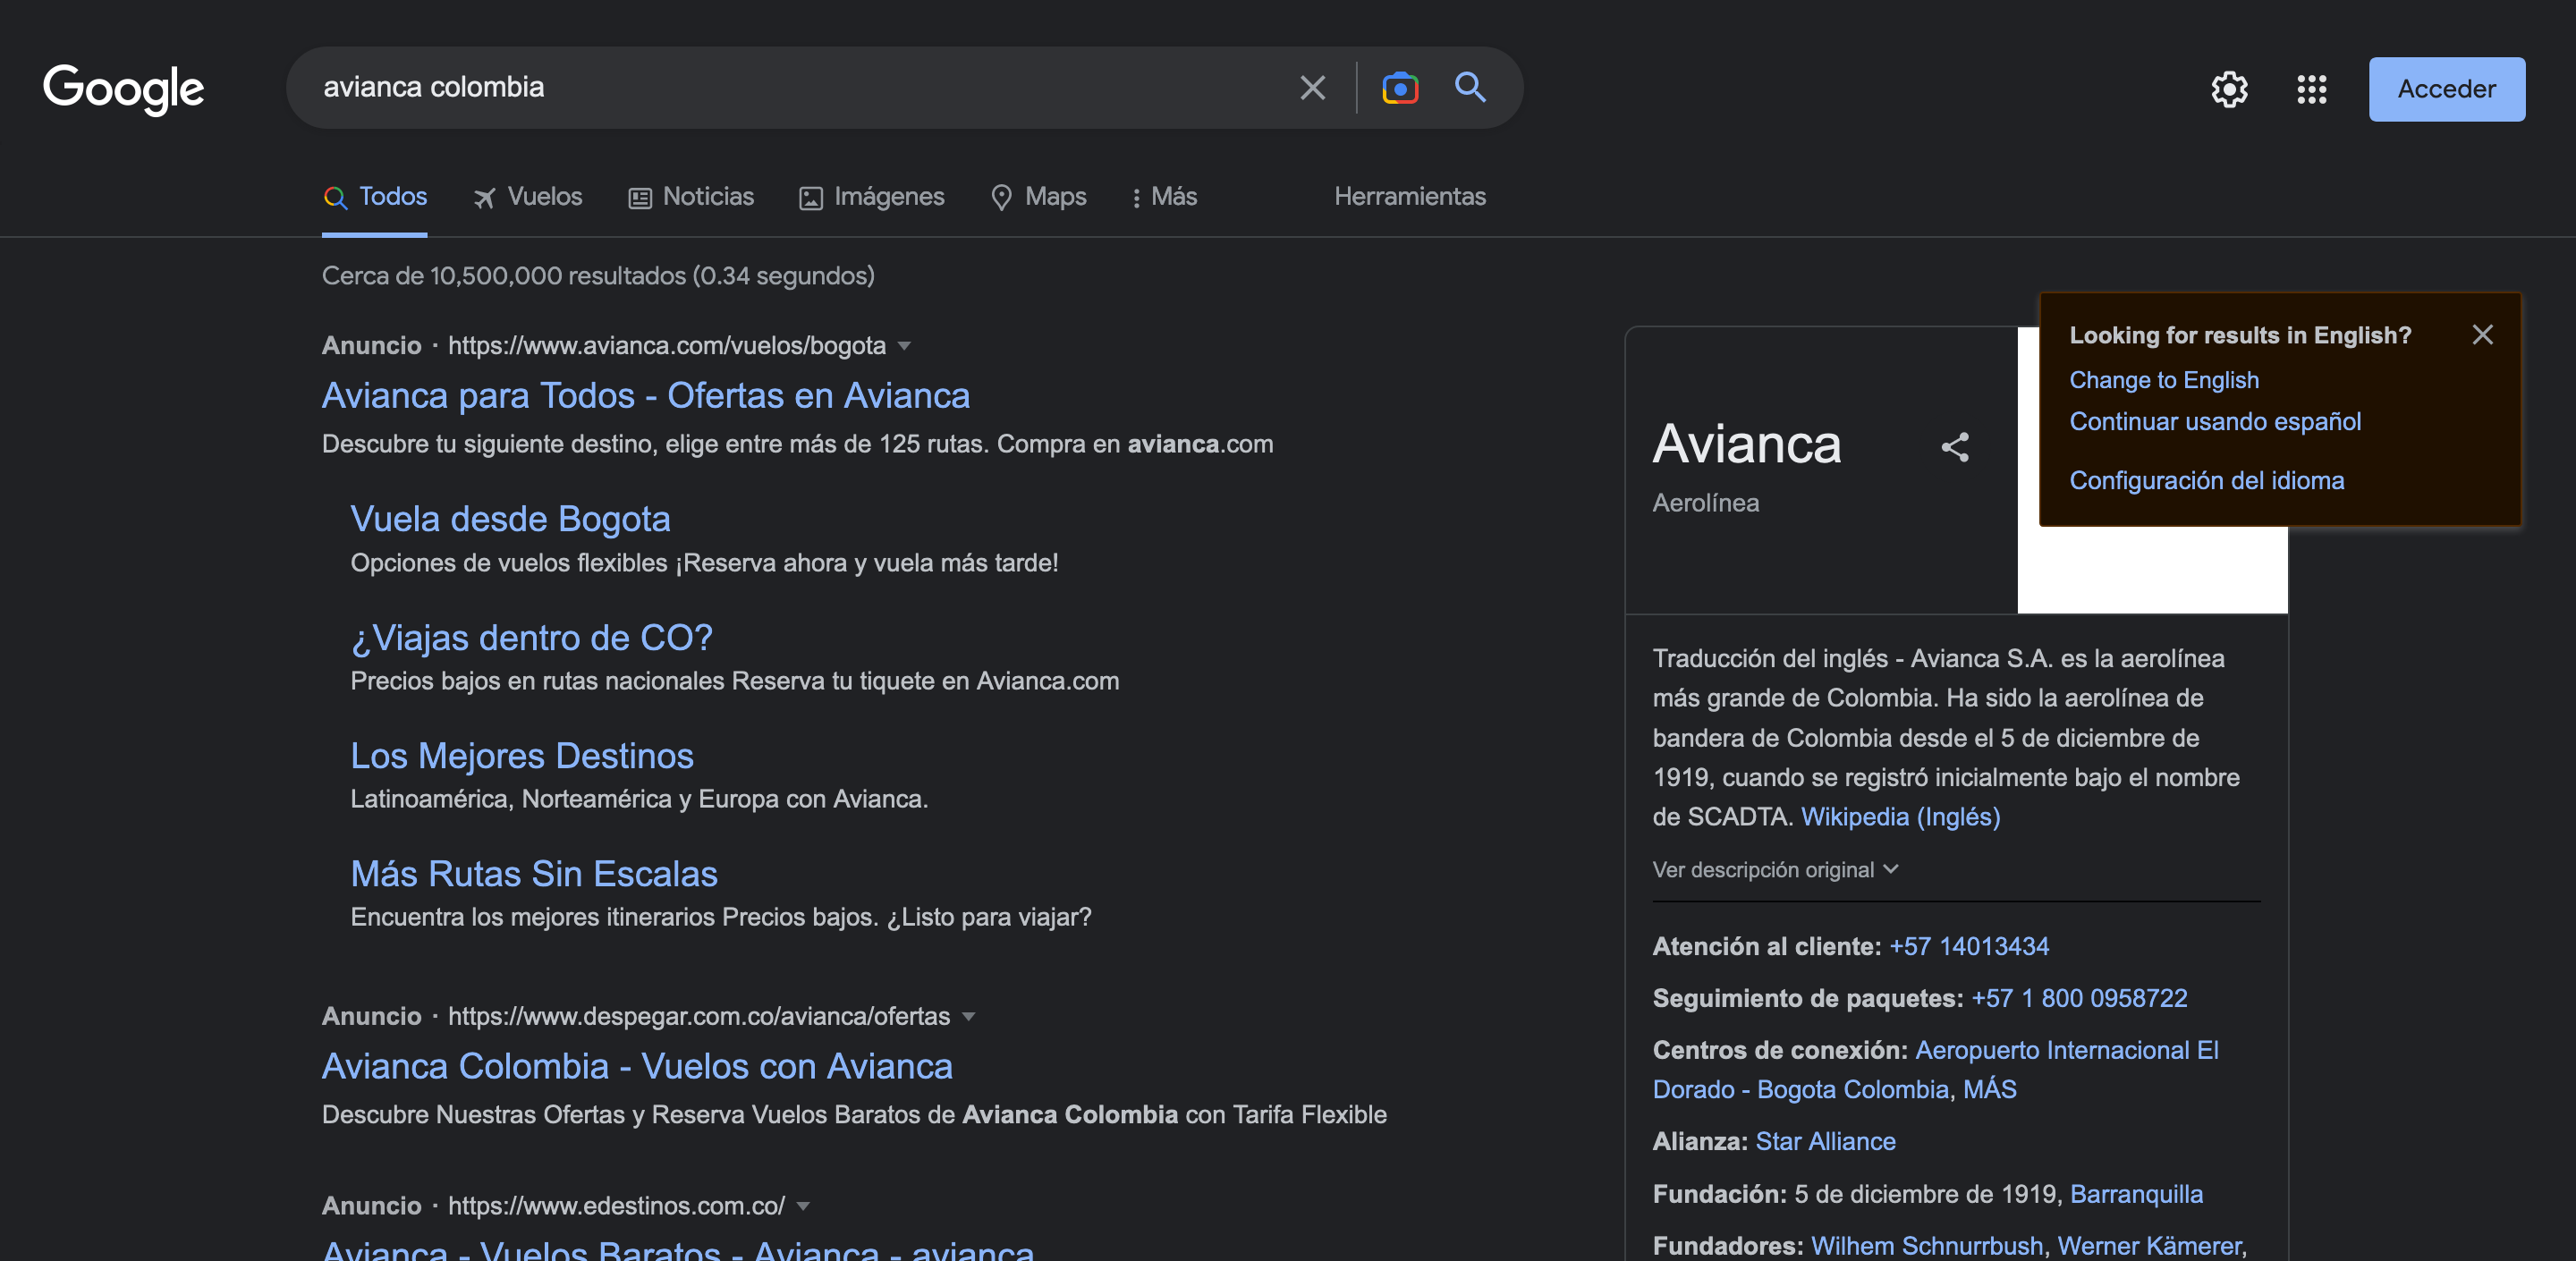 Google
avianca colombia
Acceder
Todos
Vuelos
Noticias
Imágenes
Maps
Más
Herramientas
Cerca de 10,500,000 resultados (0.34 segundos)
Anuncio · https://www.avianca.com/vuelos/bogota
Avianca para Todos - Ofertas en Avianca
Descubre tu siguiente destino, elige entre más de 125 rutas. Compra en avianca.com
Vuela desde Bogota
Opciones de vuelos flexibles ¡Reserva ahora y vuela más tarde!
¿Viajas dentro de CO?
Precios bajos en rutas nacionales Reserva tu tiquete en Avianca.com
Los Mejores Destinos
Latinoamérica, Norteamérica y Europa con Avianca.
Más Rutas Sin Escalas
Encuentra los mejores itinerarios Precios bajos. ¿Listo para viajar?
Anuncio · https://www.despegar.com.co/avianca/ofertas
Avianca Colombia - Vuelos con Avianca
Descubre Nuestras Ofertas y Reserva Vuelos Baratos de Avianca Colombia con Tarifa Flexible
Anuncio · https://www.edestinos.com.co/
Avianca - Vuelos Baratos - Avianca - avianca
Looking for results in English?
Change to English
Continuar usando español
Configuración del idioma
Avianca
Aerolínea
Traducción del inglés - Avianca S.A. es la aerolínea
más grande de Colombia. Ha sido la aerolínea de
bandera de Colombia desde el 5 de diciembre de
1919, cuando se registró inicialmente bajo el nombre
de SCADTA. Wikipedia (Inglés)
Ver descripción original
Atención al cliente: +57 14013434
Seguimiento de paquetes: +57 1 800 0958722
Centros de conexión: Aeropuerto Internacional El
Dorado - Bogota Colombia, MÁS
Alianza: Star Alliance
Fundación: 5 de diciembre de 1919, Barranquilla
Fundadores: Wilhem Schnurrbush, Werner Kämerer,